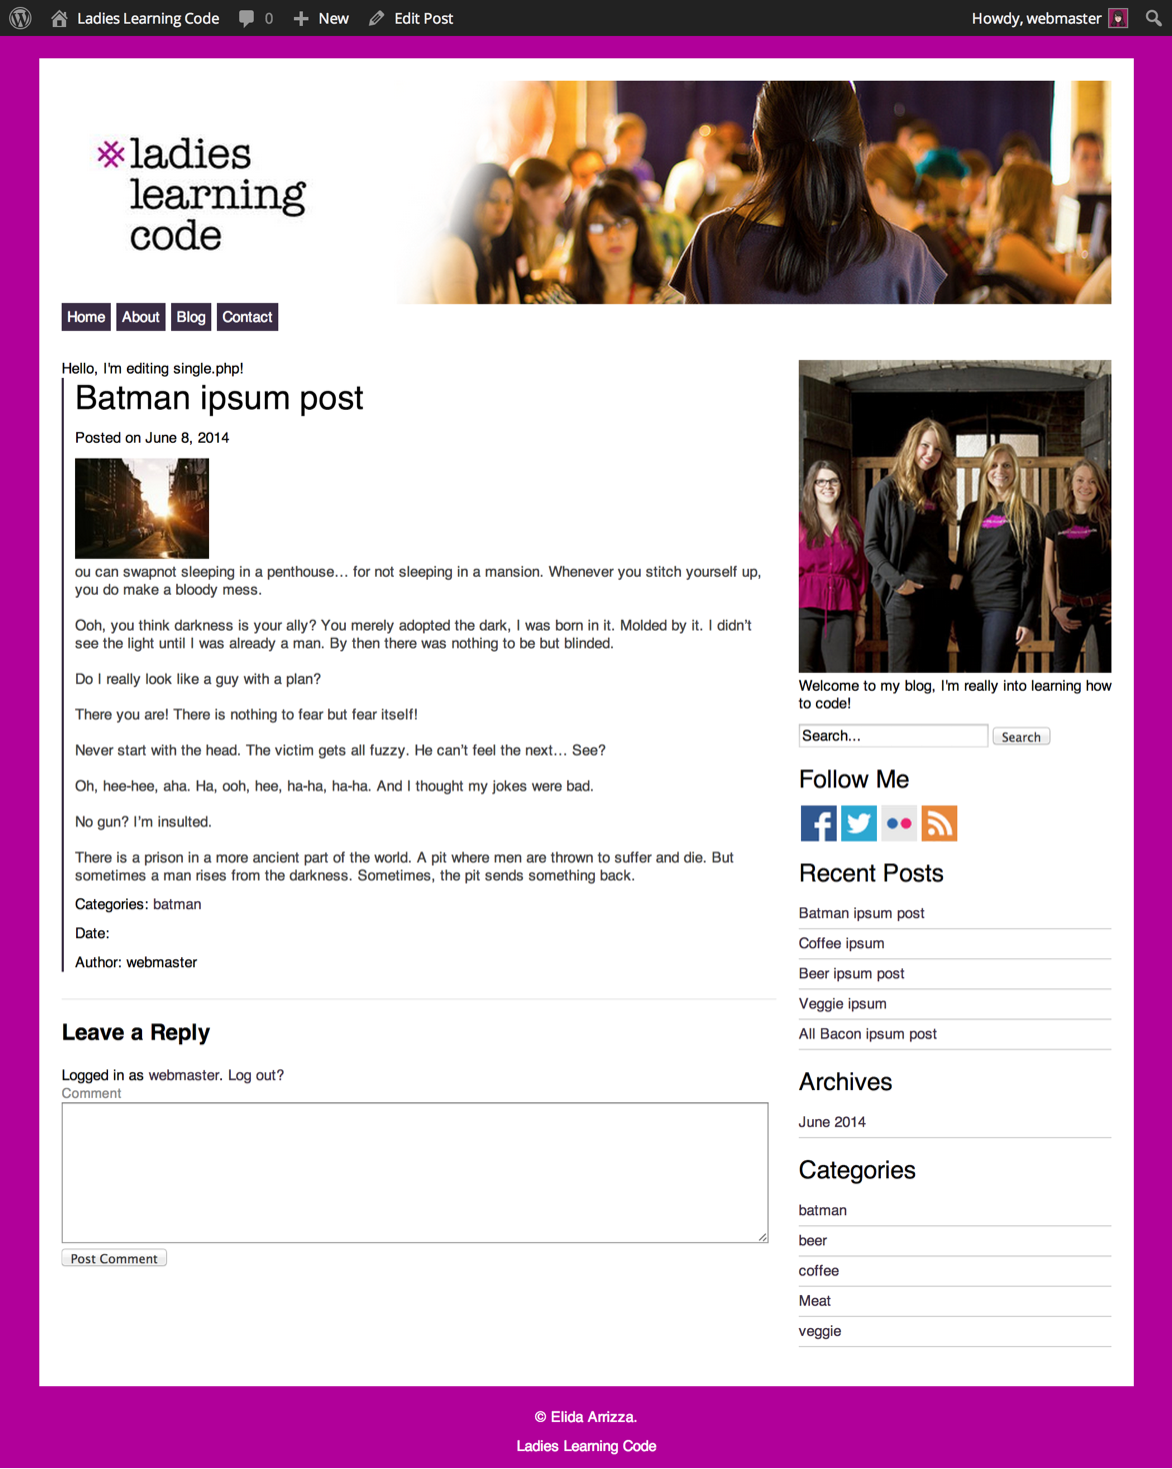 Ladies Learning Code 0 New Edit Post Howdy, webmaster
ladies
learning
code
Home About Blog Contact
Hello, I'm editing single.php!
Batman ipsum post
Posted on June 8, 2014
ou can swapnot sleeping in a penthouse… for not sleeping in a mansion. Whenever you stitch yourself up,
you do make a bloody mess.
Ooh, you think darkness is your ally? You merely adopted the dark, I was born in it. Molded by it. I didn't
see the light until I was already a man. By then there was nothing to be but blinded.
Do I really look like a guy with a plan?
There you are! There is nothing to fear but fear itself!
Never start with the head. The victim gets all fuzzy. He can't feel the next… See?
Oh, hee-hee, aha. Ha, ooh, hee, ha-ha, ha-ha. And I thought my jokes were bad.
No gun? I'm insulted.
There is a prison in a more ancient part of the world. A pit where men are thrown to suffer and die. But
sometimes a man rises from the darkness. Sometimes, the pit sends something back.
Categories: batman
Date:
Author: webmaster
Leave a Reply
Logged in as webmaster. Log out?
Comment
Post Comment
Welcome to my blog, I'm really into learning how
to code!
Search... Search
Follow Me
Recent Posts
Batman ipsum post
Coffee ipsum
Beer ipsum post
Veggie ipsum
All Bacon ipsum post
Archives
June 2014
Categories
batman
beer
coffee
Meat
veggie
© Elida Arrizza.
Ladies Learning Code